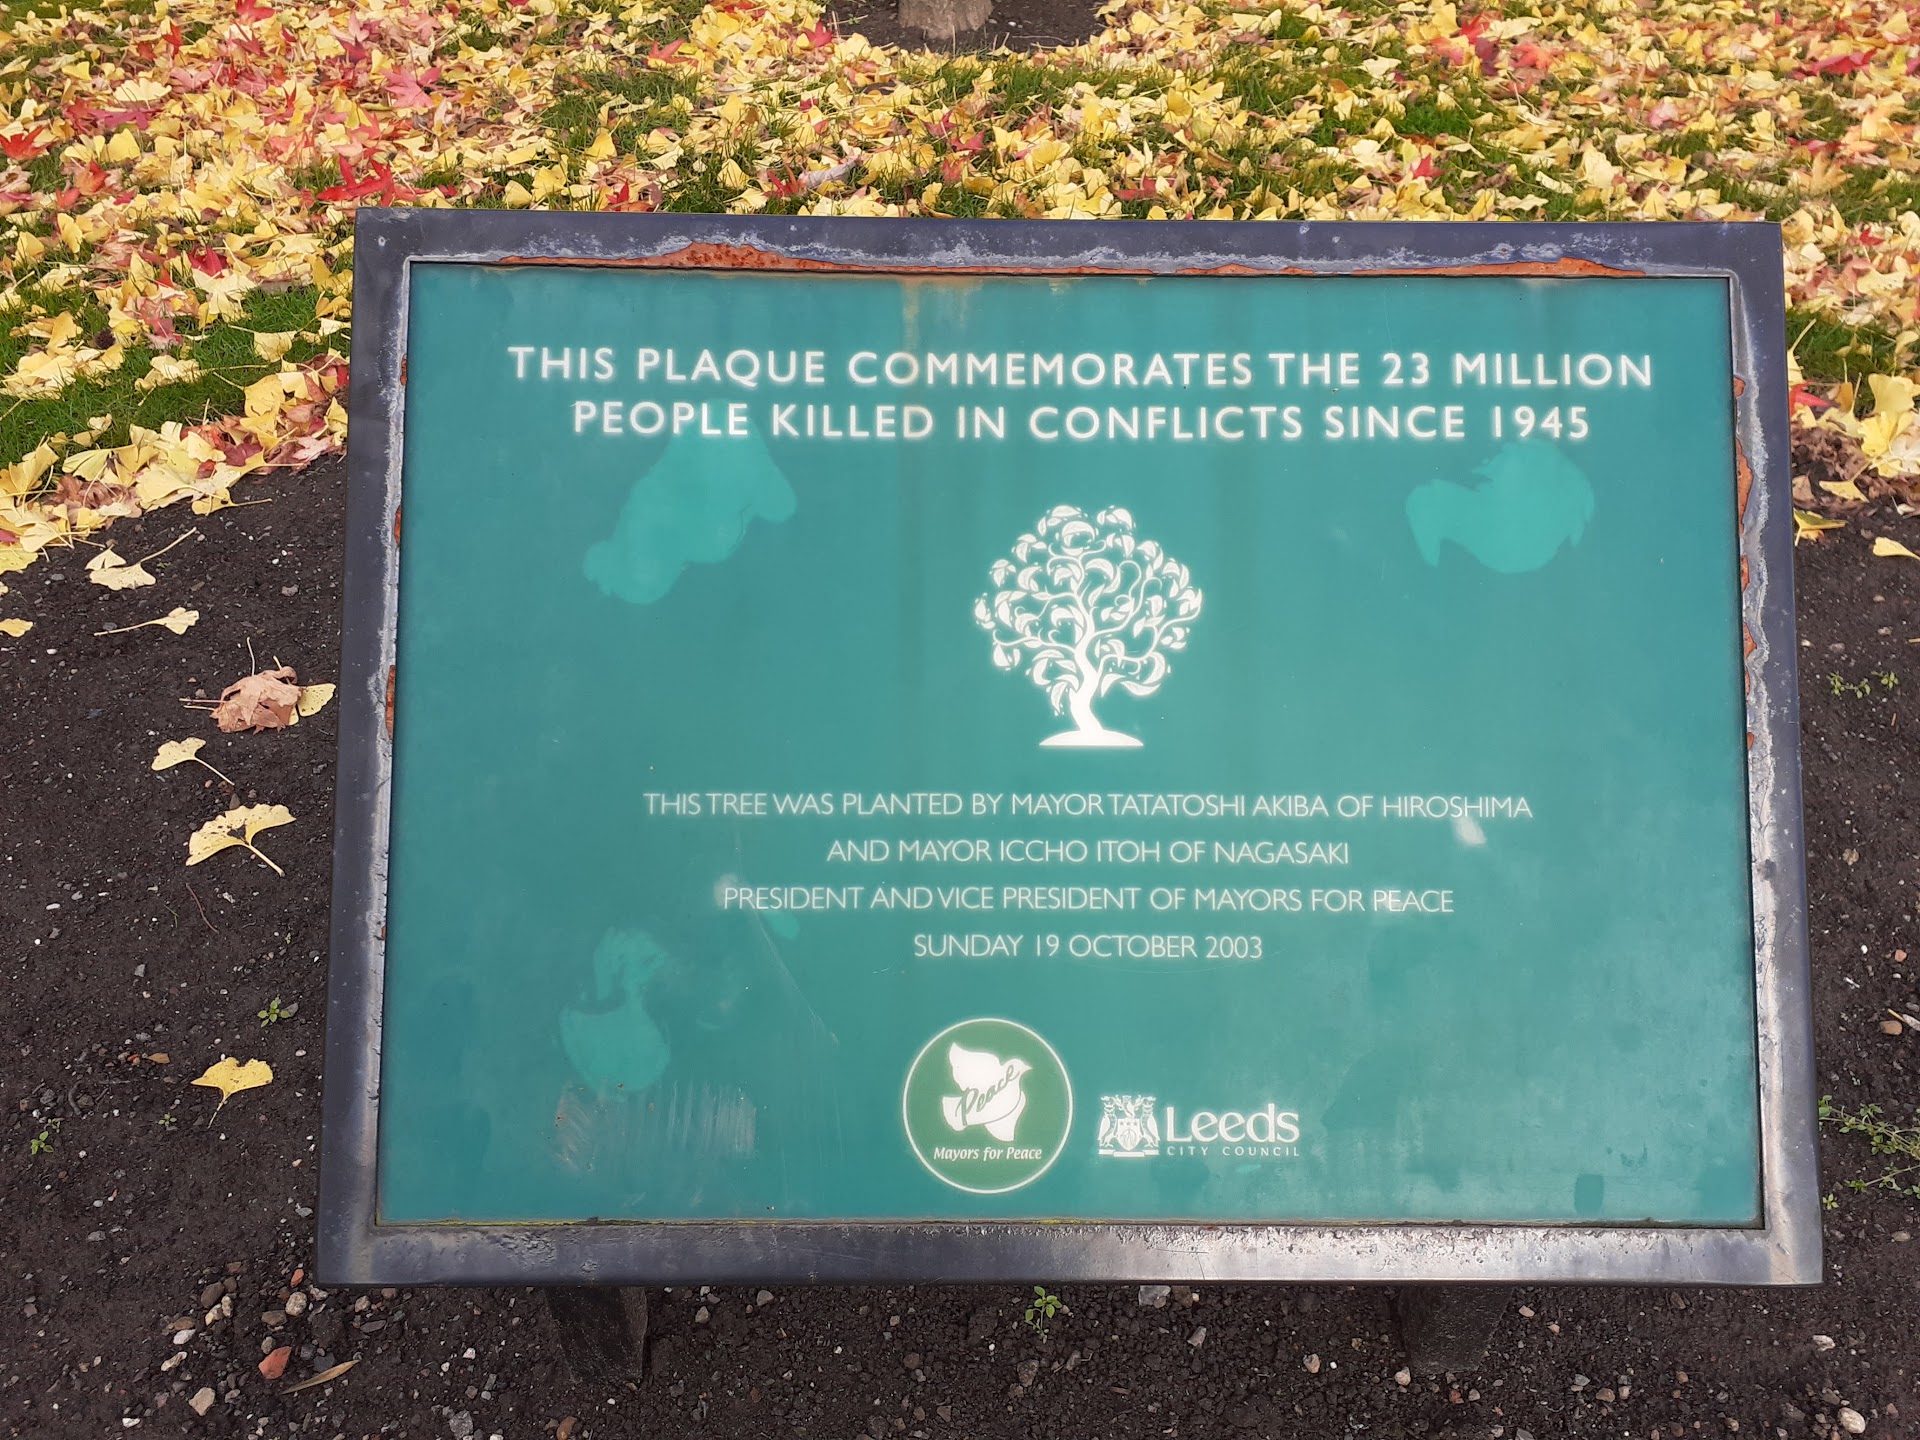 THIS PLAQUE COMMEMORATES THE 23 MILLION
PEOPLE KILLED IN CONFLICTS SINCE 1945
THIS TREE WAS PLANTED BY MAYOR TATATOSHI AKIBA OF HIROSHIMA
AND MAYOR ICCHO ITOH OF NAGASAKI
PRESIDENT AND VICE PRESIDENT OF MAYORS FOR PEACE
SUNDAY 19 OCTOBER 2003
Peace
Mayors for Peace
Leeds
CITY COUNCIL